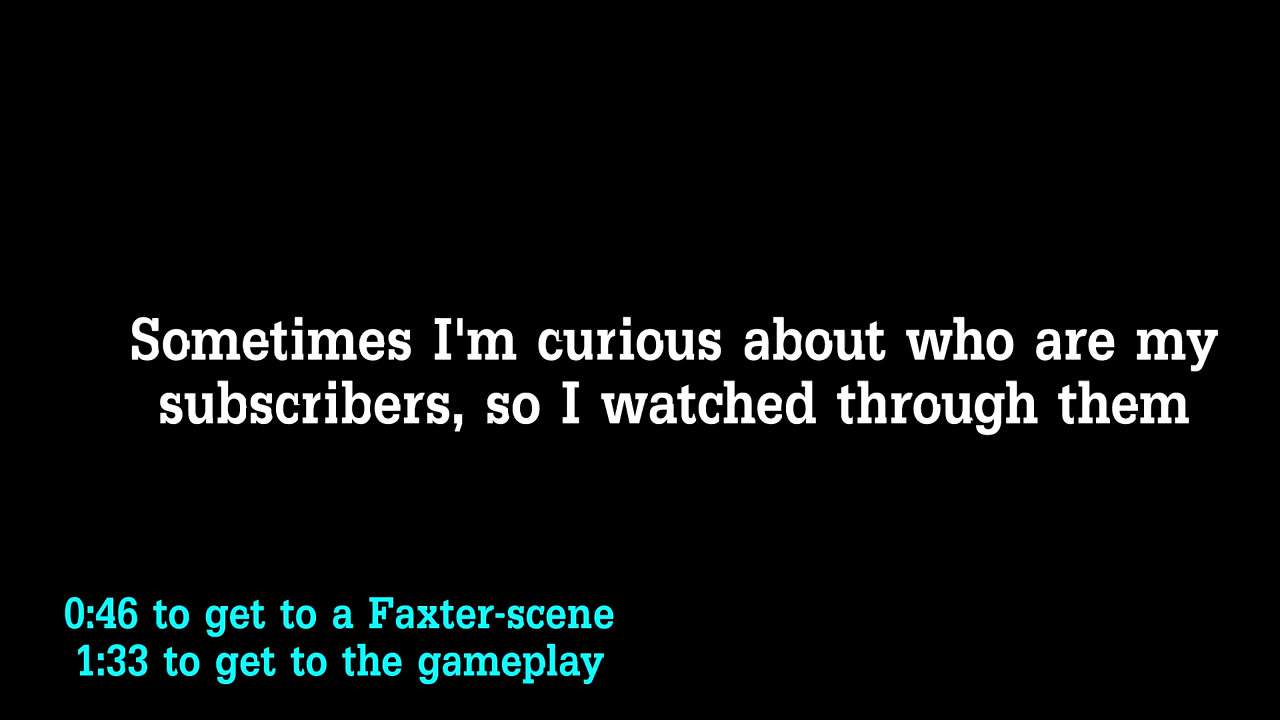 Sometimes I'm curious about who are my
subscribers, so I watched through them
0:46 to get to a Faxter-scene
1:33 to get to the gameplay